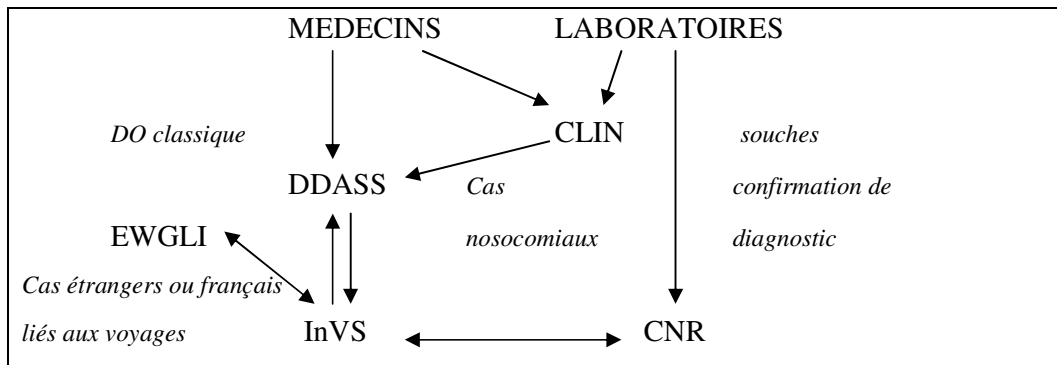 MEDECINS LABORATOIRES
DO classique CLIN souches
DDASS Cas confirmation de
EWGLI nosocomiaux diagnostic
Cas étrangers ou français
liés aux voyages InVS CNR